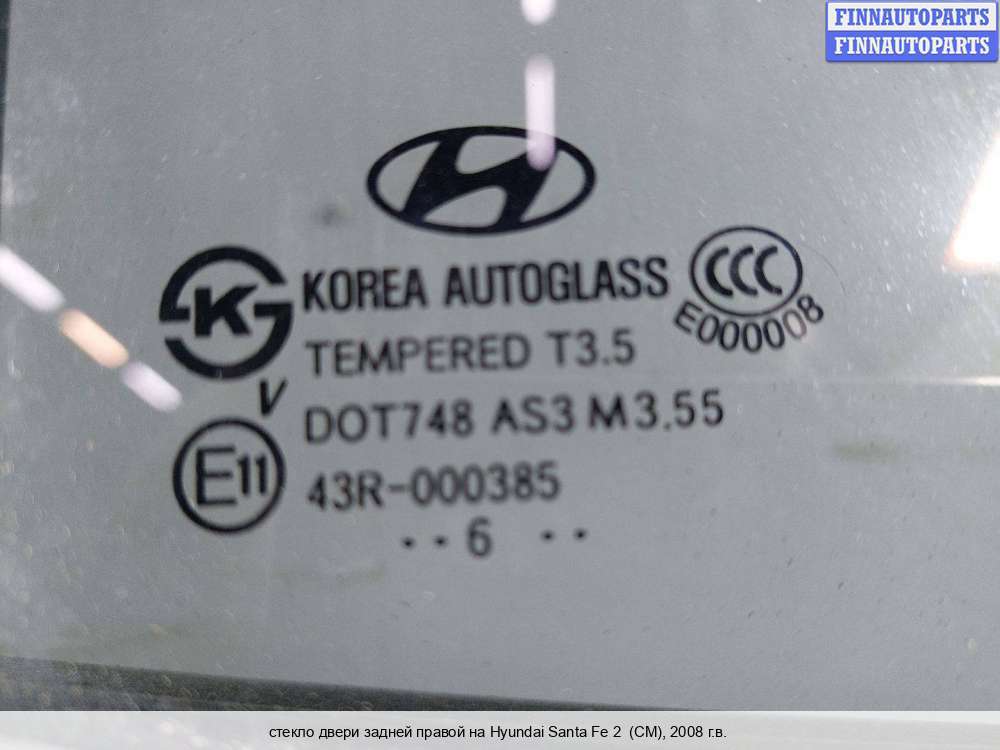 FINNAUTOPARTS
FINNAUTOPARTS
KOREA AUTOGLASS
CCC
E000008
K
TEMPERED T3.5
V
DOT748 AS3 M3.55
E11
43R-000385
..6 ..
стекло двери задней правой на Hyundai Santa Fe 2 (CM), 2008 г.в.